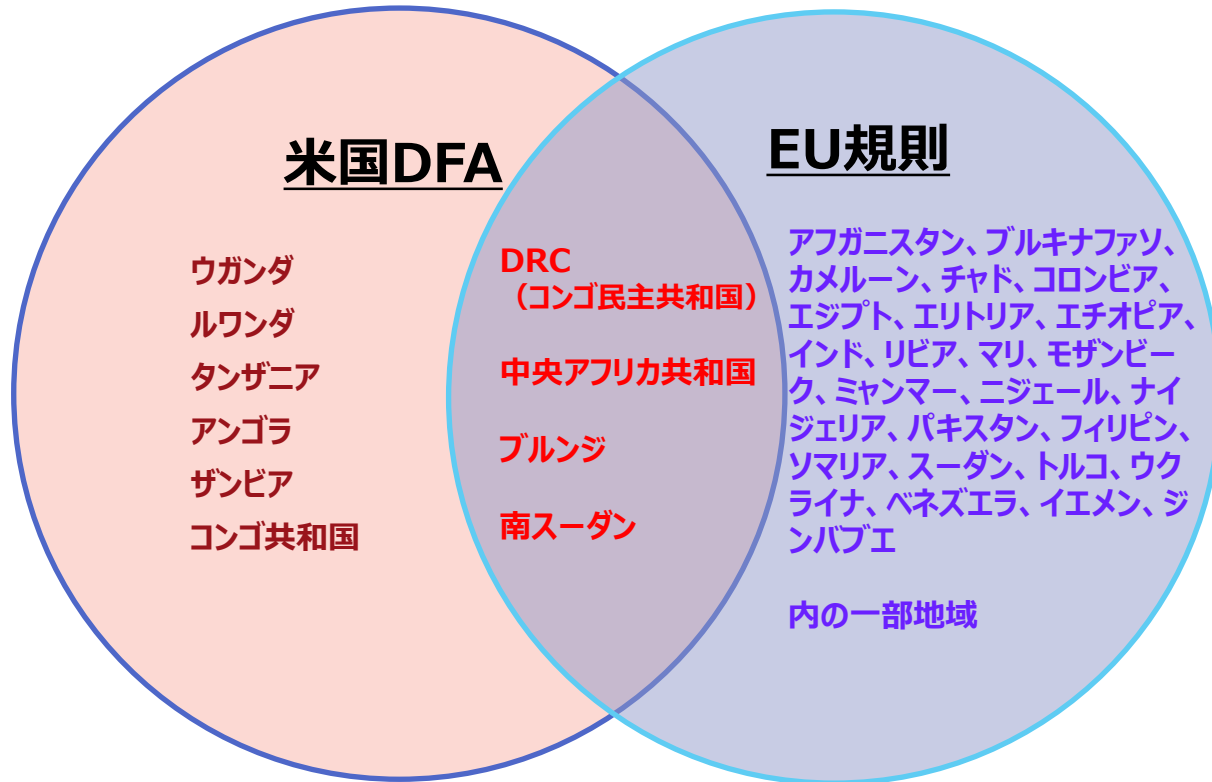 米国DFA
ウガンダ
ルワンダ
タンザニア
アンゴラ
ザンビア
コンゴ共和国
DRC
（コンゴ民主共和国）
中央アフリカ共和国
ブルンジ
南スーダン
EU規則
アフガニスタン、ブルキナファソ、
カメルーン、チャド、コロンビア、
エジプト、エリトリア、エチオピア、
インド、リビア、マリ、モザンビー
ク、ミャンマー、ニジェール、ナイ
ジェリア、パキスタン、フィリピン、
ソマリア、スーダン、トルコ、ウク
ライナ、ベネズエラ、イエメン、ジ
ンバブエ
内の一部地域